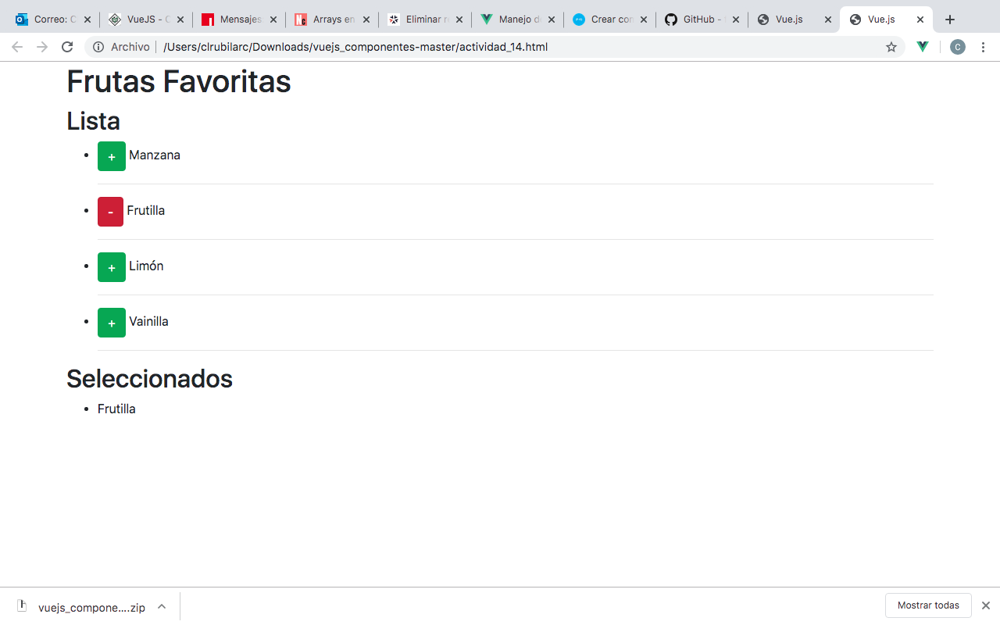 Correo: C
VueJS - C
Mensajes
Arrays en
Eliminar r
Manejo d
Crear con
GitHub -
Vue.js
Vue.js
Archivo /Users/clrubilarc/Downloads/vuejs_componentes-master/actividad_14.html
C
Frutas Favoritas
Lista
+ Manzana
- Frutilla
+ Limón
+ Vainilla
Seleccionados
Frutilla
vuejs_compone....zip
Mostrar todas